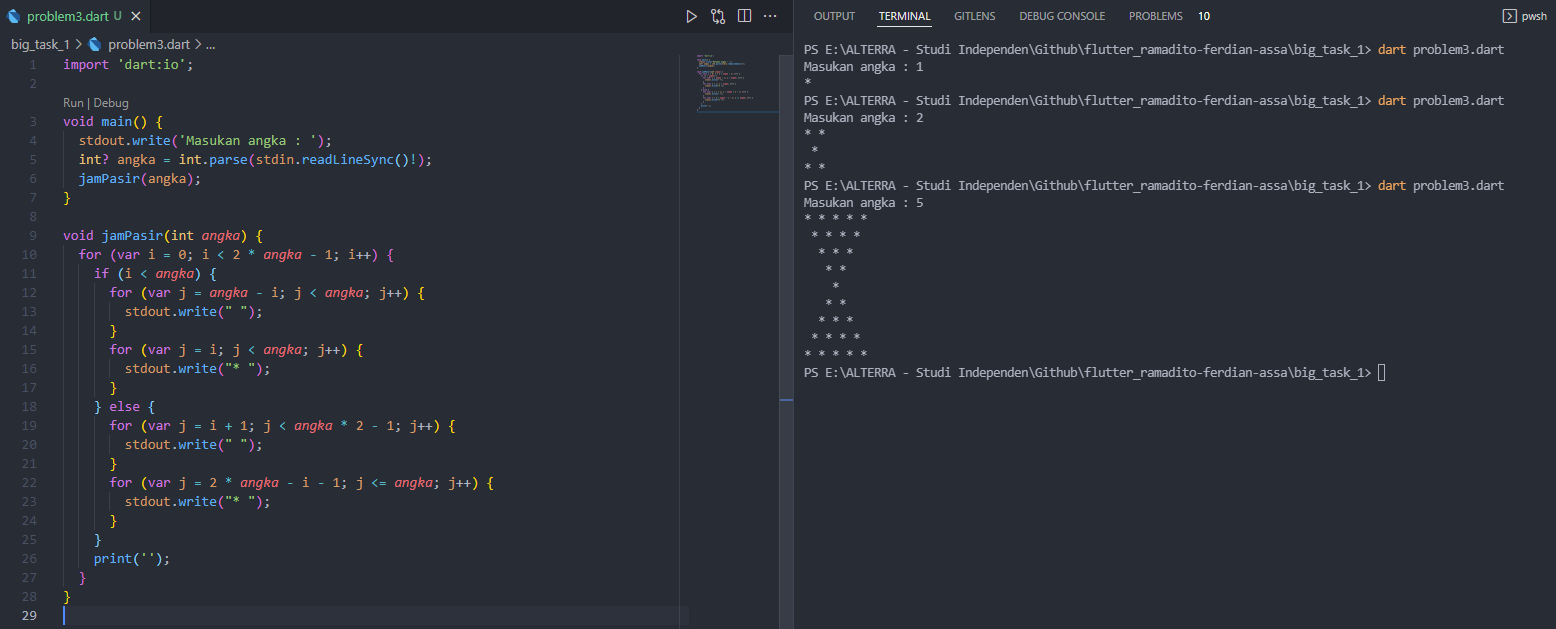 problem3.dart U
big_task_1 > problem3.dart > ...
1 import 'dart:io';
2
Run | Debug
3 void main() {
4   stdout.write('Masukan angka : ');
5   int? angka = int.parse(stdin.readLineSync()!);
6   jamPasir(angka);
7 }
8
9 void jamPasir(int angka) {
10   for (var i = 0; i < 2 * angka - 1; i++) {
11     if (i < angka) {
12       for (var j = angka - i; j < angka; j++) {
13         stdout.write(" ");
14       }
15       for (var j = i; j < angka; j++) {
16         stdout.write("* ");
17       }
18     } else {
19       for (var j = i + 1; j < angka * 2 - 1; j++) {
20         stdout.write(" ");
21       }
22       for (var j = 2 * angka - i - 1; j <= angka; j++) {
23         stdout.write("* ");
24       }
25     }
26     print('');
27   }
28 }
29
OUTPUT TERMINAL GITLENS DEBUG CONSOLE PROBLEMS 10 pwsh
PS E:\ALTERRA - Studi Independen\Github\flutter_ramadito-ferdian-assa\big_task_1> dart problem3.dart
Masukan angka : 1
*
PS E:\ALTERRA - Studi Independen\Github\flutter_ramadito-ferdian-assa\big_task_1> dart problem3.dart
Masukan angka : 2
* *
 *
* *
PS E:\ALTERRA - Studi Independen\Github\flutter_ramadito-ferdian-assa\big_task_1> dart problem3.dart
Masukan angka : 5
* * * * *
 * * * *
  * * *
   * *
    *
   * *
  * * *
 * * * *
* * * * *
PS E:\ALTERRA - Studi Independen\Github\flutter_ramadito-ferdian-assa\big_task_1>